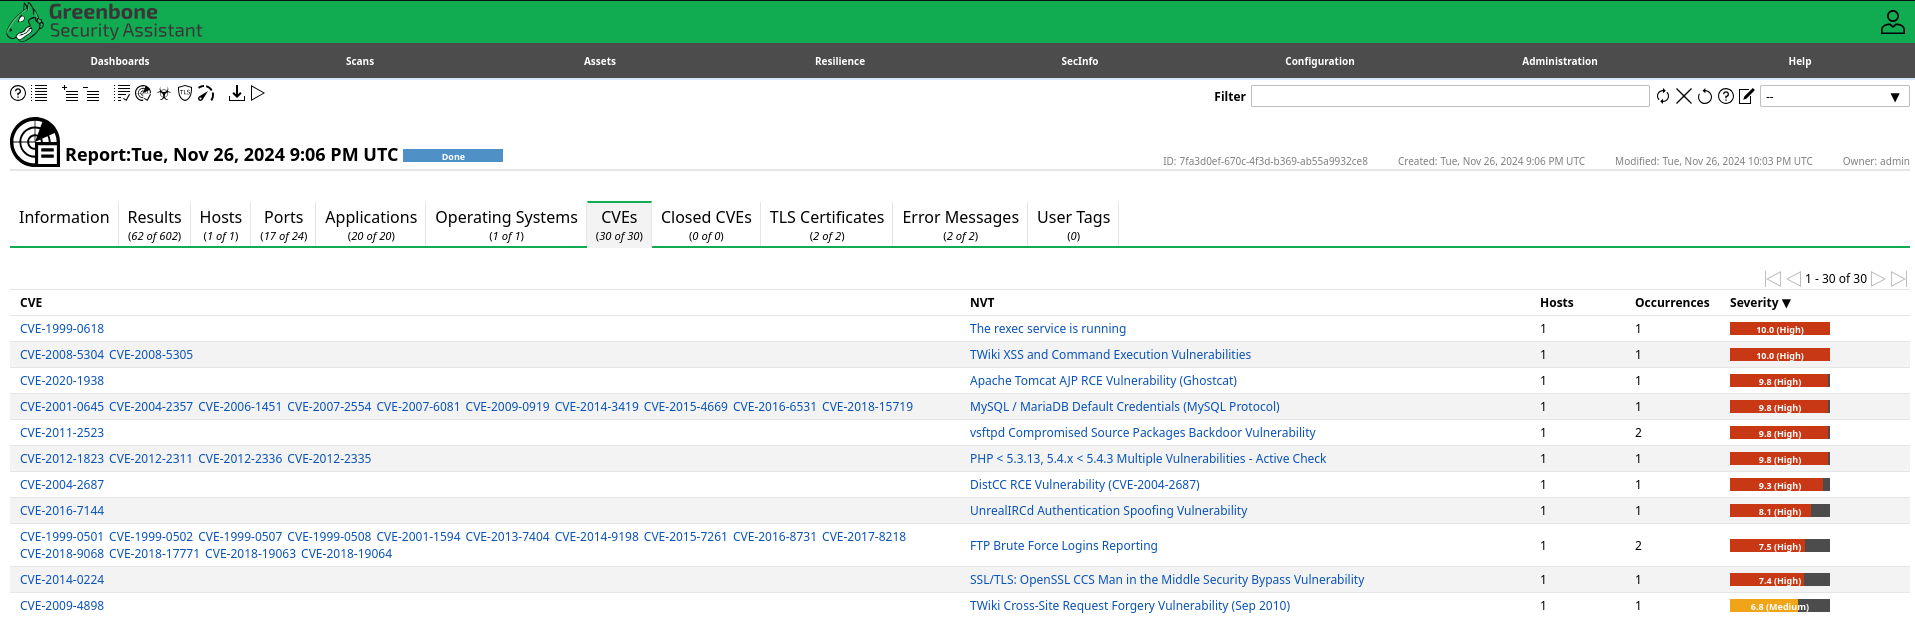 Greenbone
Security Assistant
Dashboards Scans Assets Resilience SecInfo Configuration Administration Help
Filter --
Report:Tue, Nov 26, 2024 9:06 PM UTC Done ID: 7fa3d0ef-670c-4f3d-b369-ab55a9932ce8 Created: Tue, Nov 26, 2024 9:06 PM UTC Modified: Tue, Nov 26, 2024 10:03 PM UTC Owner: admin
Information Results Hosts Ports Applications Operating Systems CVEs Closed CVEs TLS Certificates Error Messages User Tags
(62 of 602) (1 of 1) (17 of 24) (20 of 20) (1 of 1) (30 of 30) (0 of 0) (2 of 2) (2 of 2) (0)
1 - 30 of 30
CVE NVT Hosts Occurrences Severity ▼
CVE-1999-0618 The rexec service is running 1 1 10.0 (High)
CVE-2008-5304 CVE-2008-5305 TWiki XSS and Command Execution Vulnerabilities 1 1 10.0 (High)
CVE-2020-1938 Apache Tomcat AJP RCE Vulnerability (Ghostcat) 1 1 9.8 (High)
CVE-2001-0645 CVE-2004-2357 CVE-2006-1451 CVE-2007-2554 CVE-2007-6081 CVE-2009-0919 CVE-2014-3419 CVE-2015-4669 CVE-2016-6531 CVE-2018-15719 MySQL / MariaDB Default Credentials (MySQL Protocol) 1 1 9.8 (High)
CVE-2011-2523 vsftpd Compromised Source Packages Backdoor Vulnerability 1 2 9.8 (High)
CVE-2012-1823 CVE-2012-2311 CVE-2012-2336 CVE-2012-2335 PHP < 5.3.13, 5.4.x < 5.4.3 Multiple Vulnerabilities - Active Check 1 1 9.8 (High)
CVE-2004-2687 DistCC RCE Vulnerability (CVE-2004-2687) 1 1 9.3 (High)
CVE-2016-7144 UnrealIRCd Authentication Spoofing Vulnerability 1 1 8.1 (High)
CVE-1999-0501 CVE-1999-0502 CVE-1999-0507 CVE-1999-0508 CVE-2001-1594 CVE-2013-7404 CVE-2014-9198 CVE-2015-7261 CVE-2016-8731 CVE-2017-8218
CVE-2018-9068 CVE-2018-17771 CVE-2018-19063 CVE-2018-19064 FTP Brute Force Logins Reporting 1 2 7.5 (High)
CVE-2014-0224 SSL/TLS: OpenSSL CCS Man in the Middle Security Bypass Vulnerability 1 1 7.4 (High)
CVE-2009-4898 TWiki Cross-Site Request Forgery Vulnerability (Sep 2010) 1 1 6.8 (Medium)